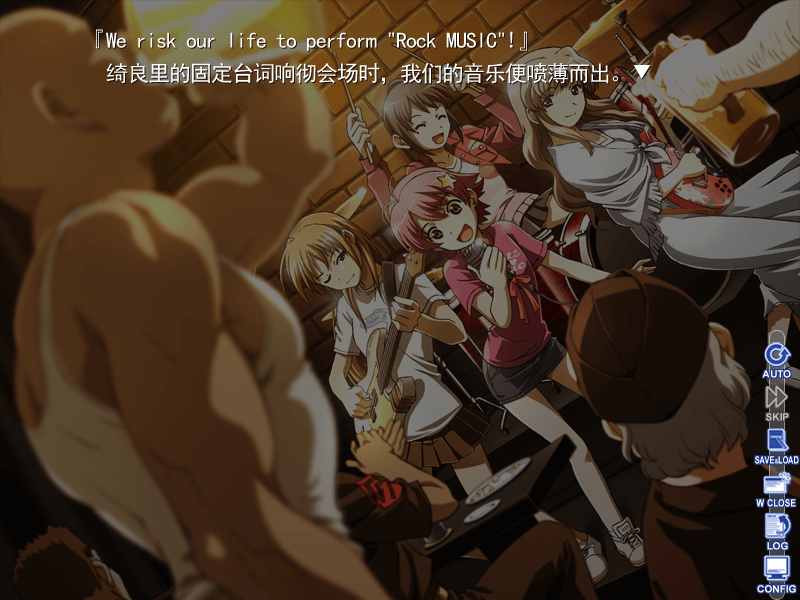 『We risk our life to perform "Rock MUSIC"!』
绮良里的固定台词响彻会场时，我们的音乐便喷薄而出。▼
AUTO
SKIP
SAVE&LOAD
W CLOSE
LOG
CONFIG